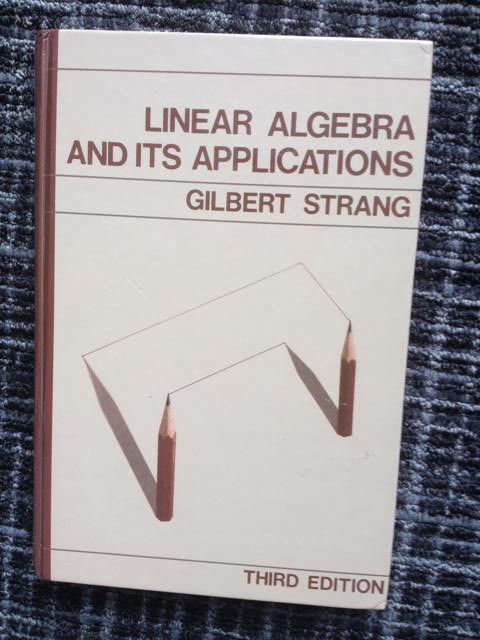 LINEAR ALGEBRA
AND ITS APPLICATIONS
GILBERT STRANG
THIRD EDITION